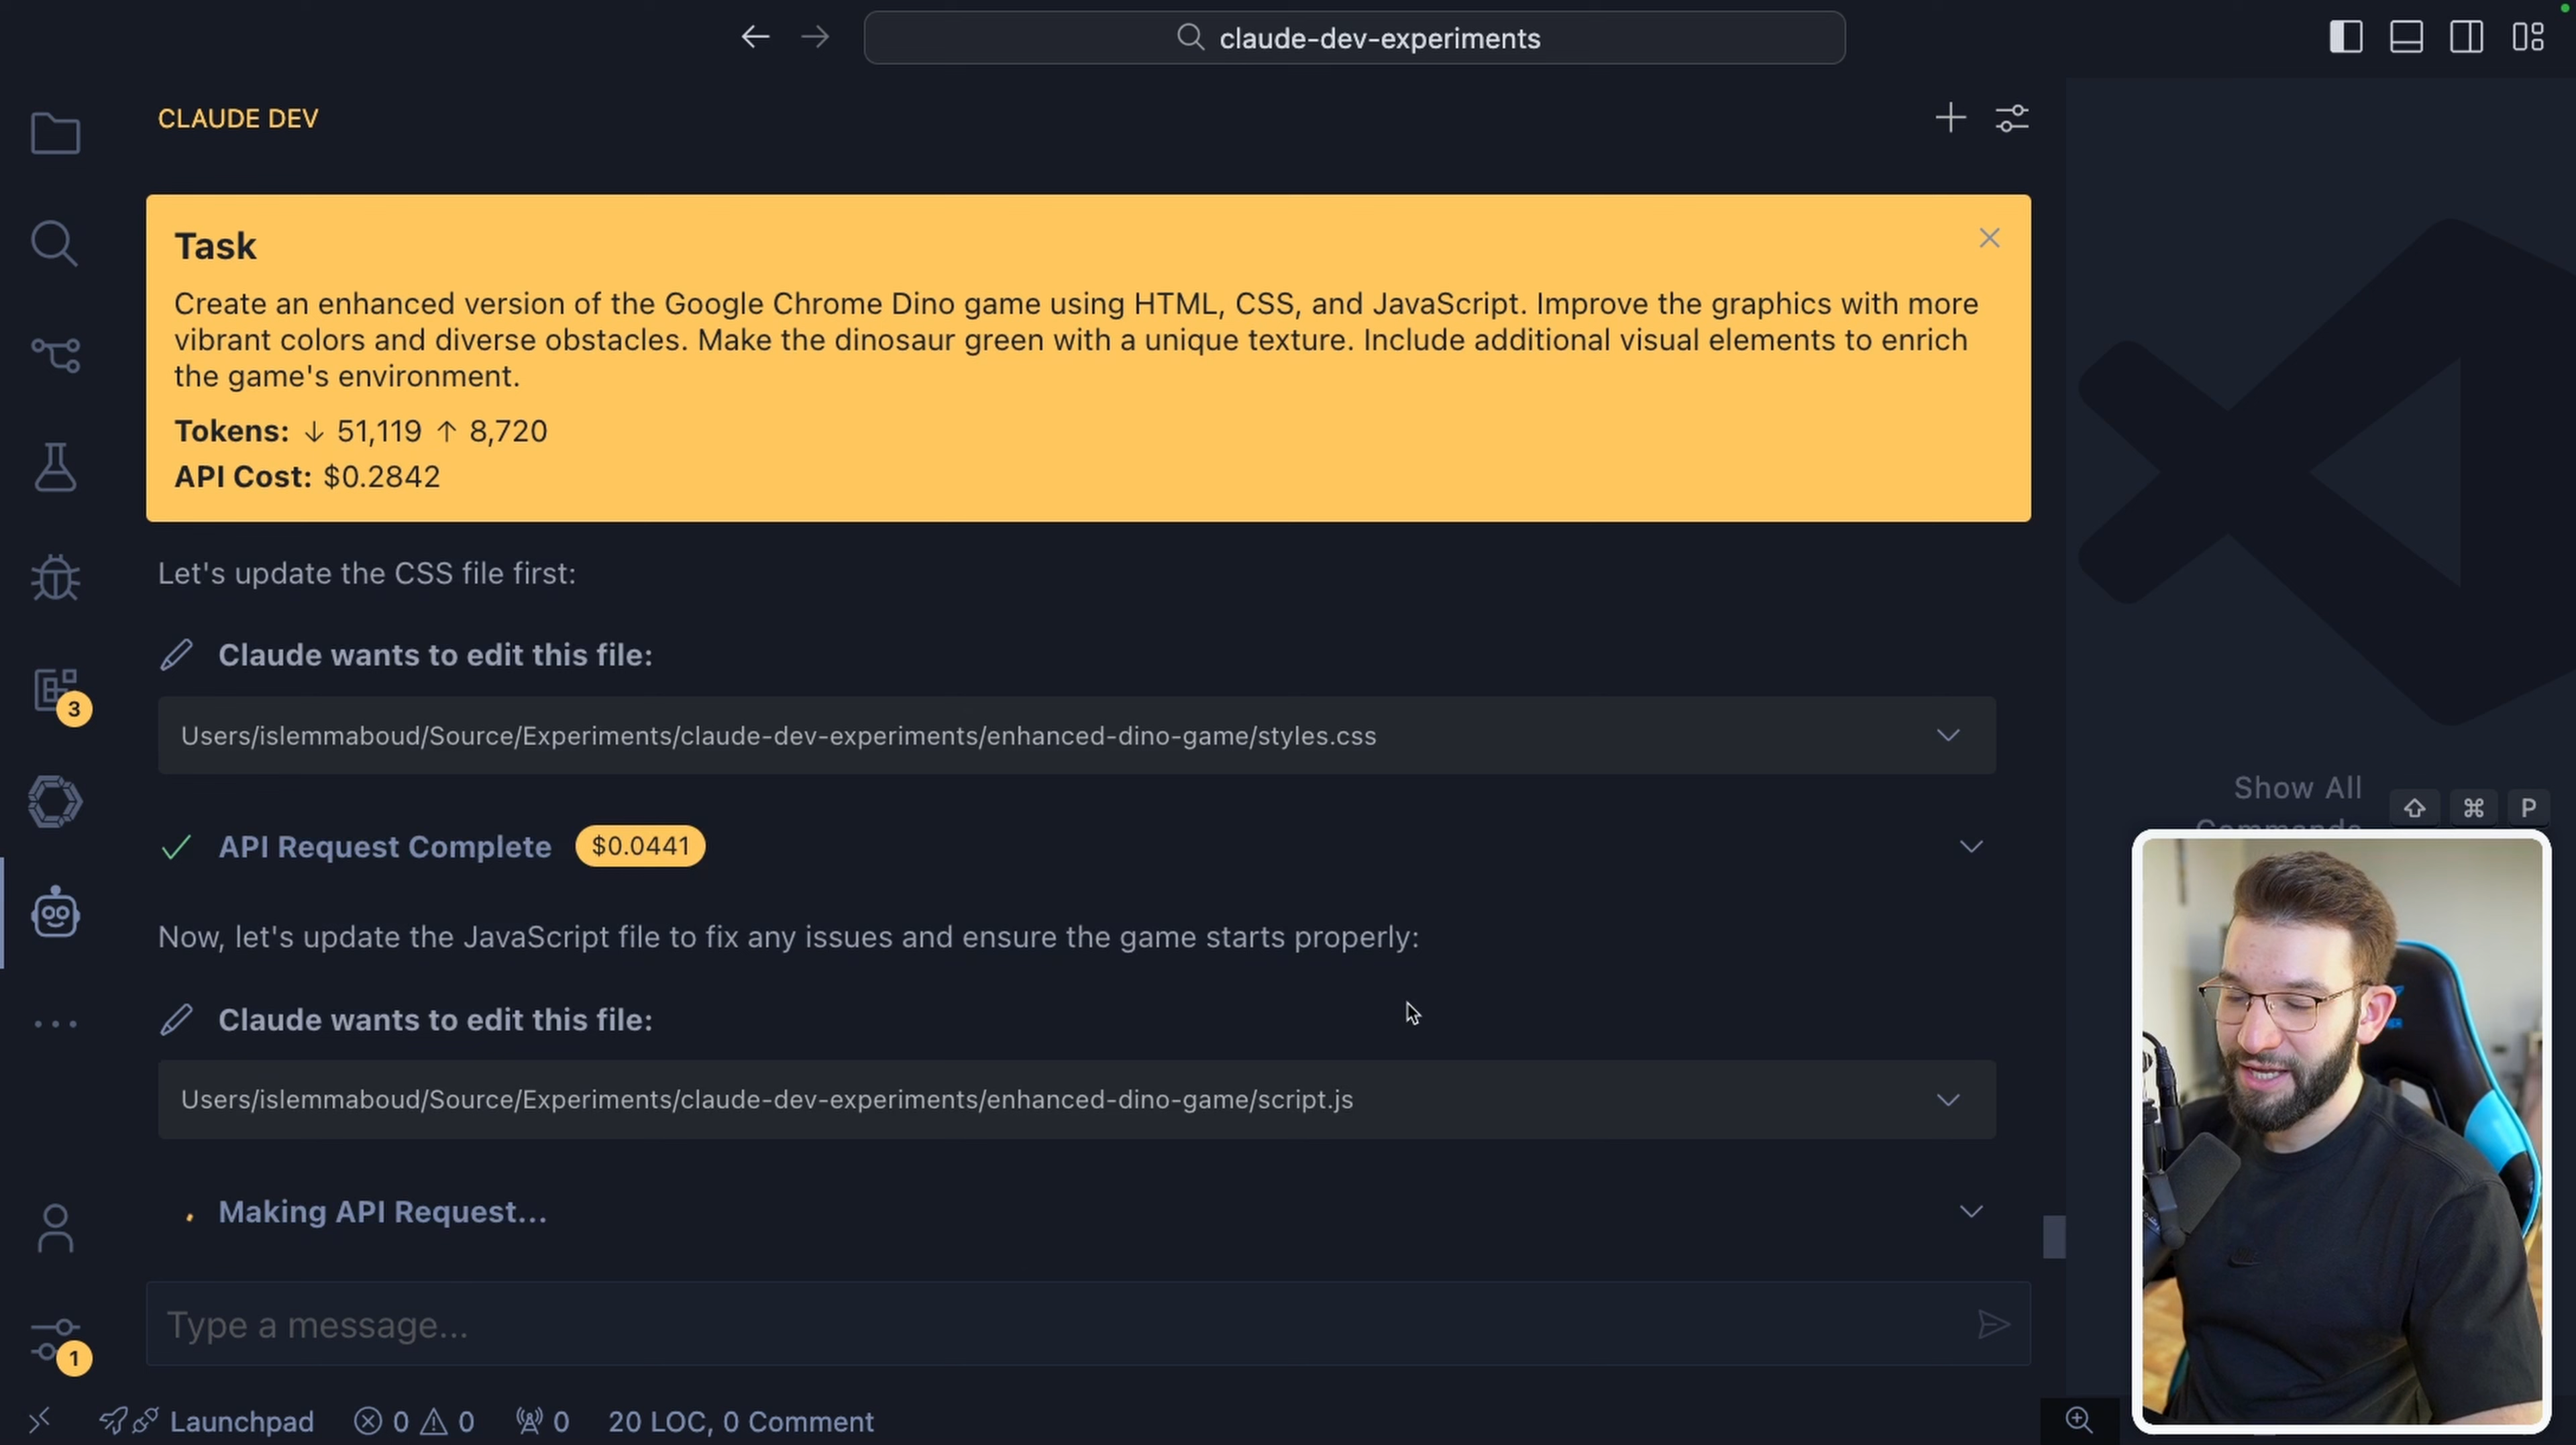 claude-dev-experiments
CLAUDE DEV
Task
Create an enhanced version of the Google Chrome Dino game using HTML, CSS, and JavaScript. Improve the graphics with more
vibrant colors and diverse obstacles. Make the dinosaur green with a unique texture. Include additional visual elements to enrich
the game's environment.
Tokens: ↓ 51,119 ↑ 8,720
API Cost: $0.2842
Let's update the CSS file first:
Claude wants to edit this file:
Users/islemmaboud/Source/Experiments/claude-dev-experiments/enhanced-dino-game/styles.css
3
API Request Complete $0.0441
Show All
Commands
⌘ P
Now, let's update the JavaScript file to fix any issues and ensure the game starts properly:
Claude wants to edit this file:
Users/islemmaboud/Source/Experiments/claude-dev-experiments/enhanced-dino-game/script.js
Making API Request...
Type a message...
1
Launchpad 0 0 0 20 LOC, 0 Comment